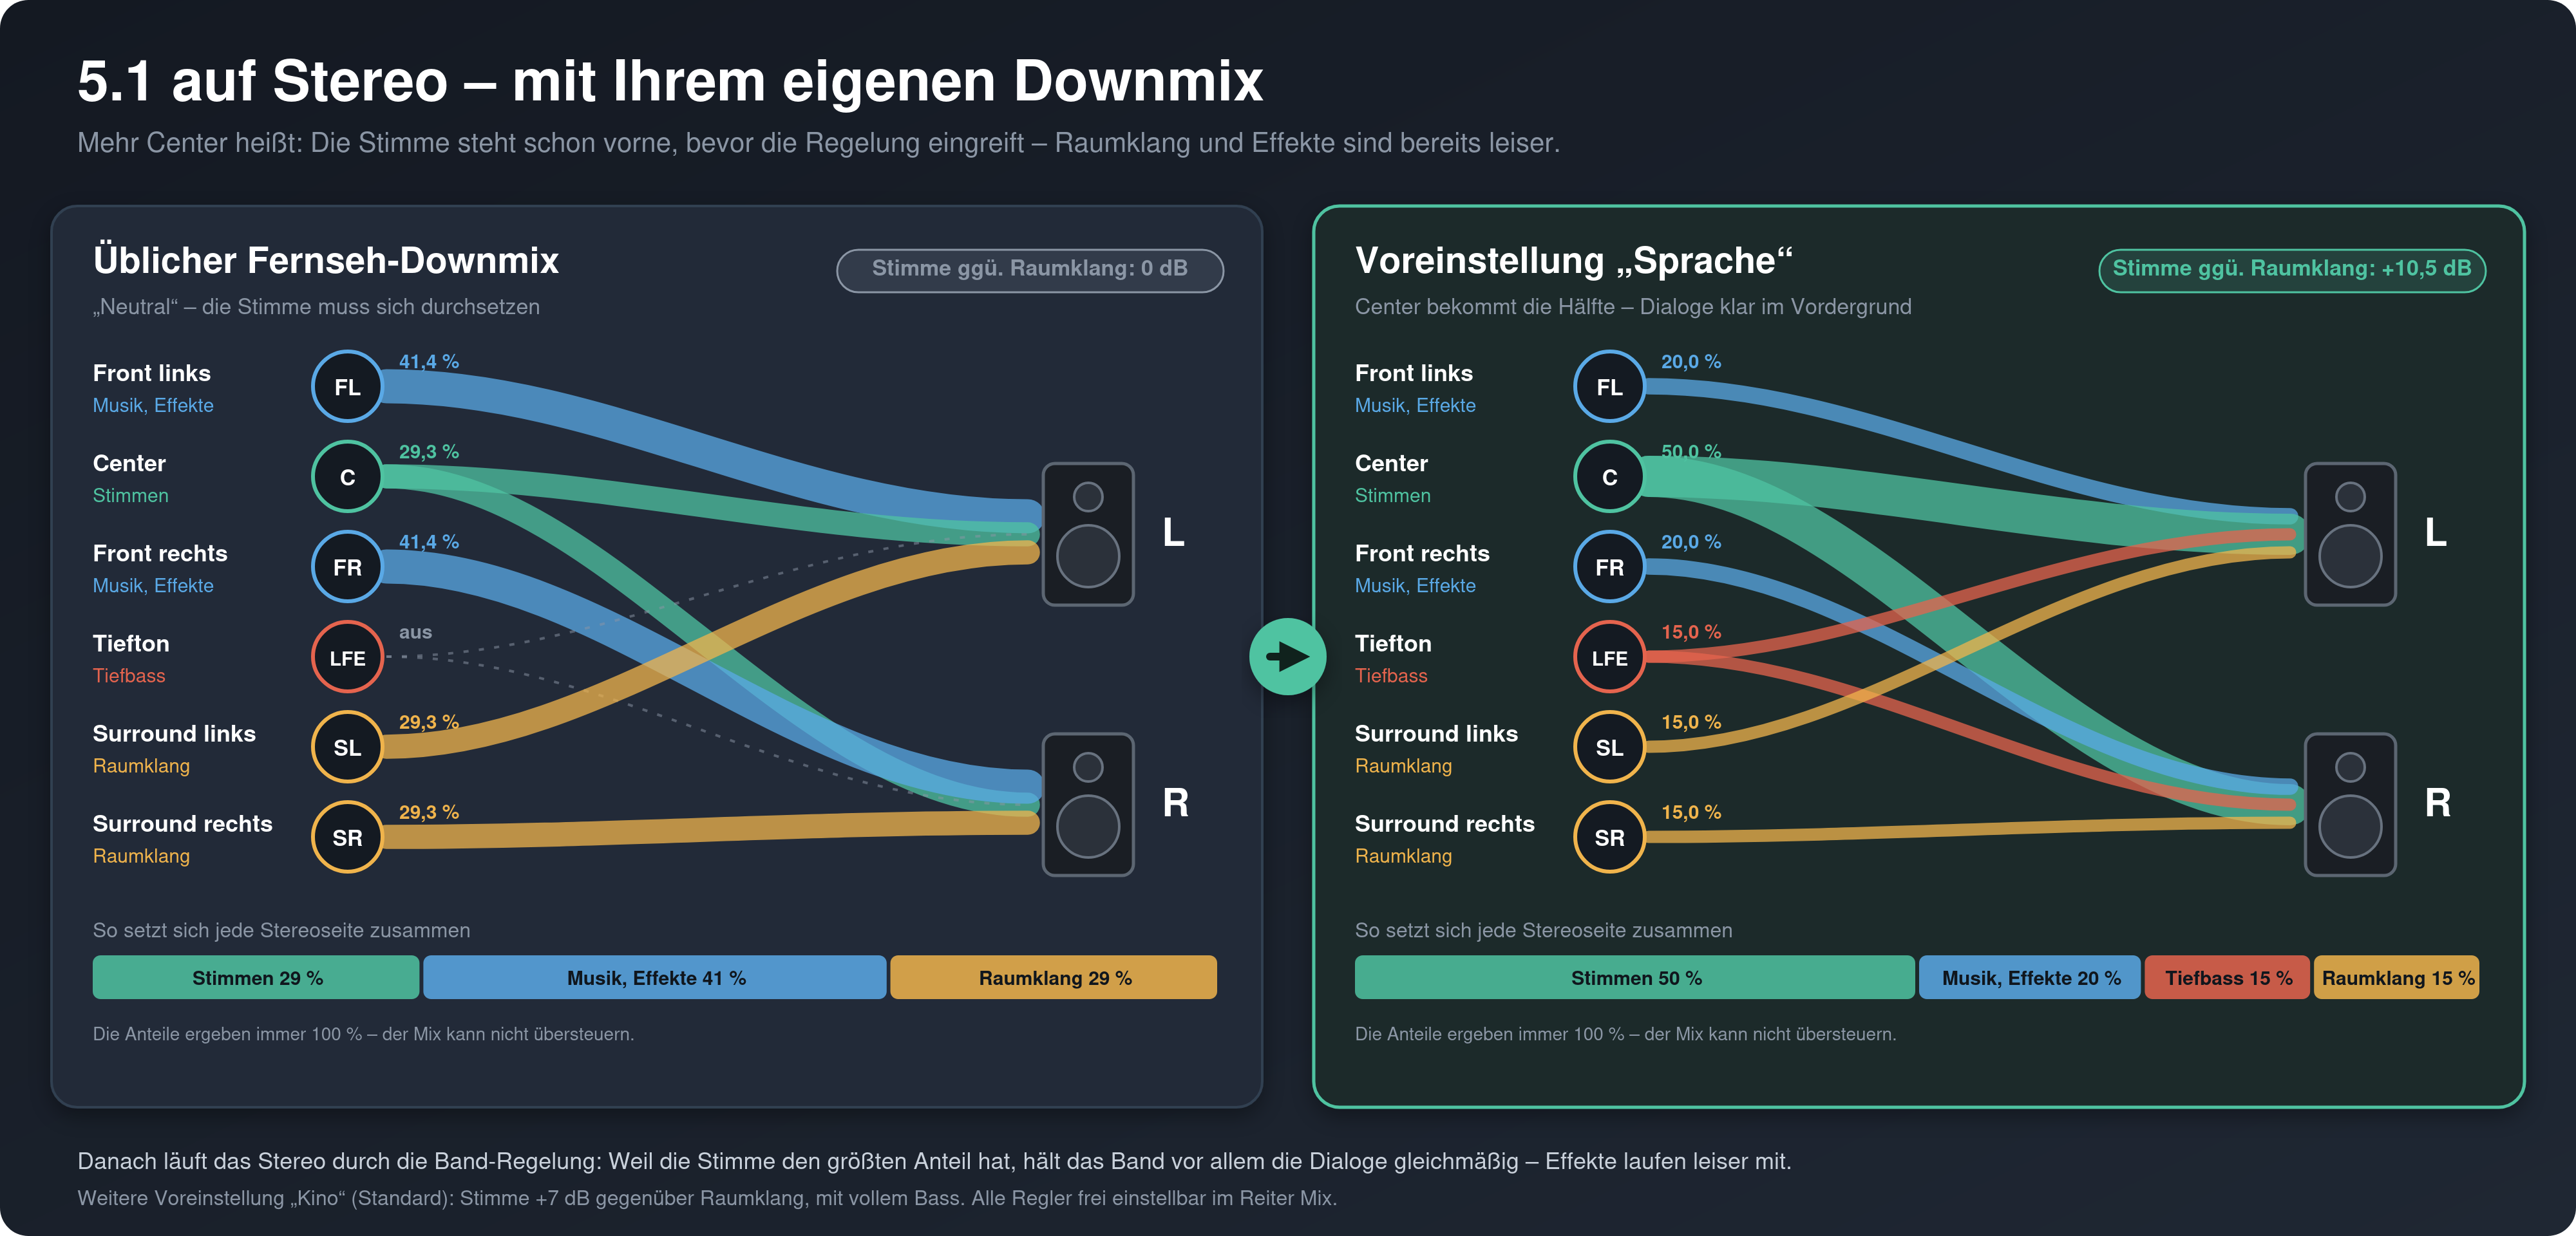 5.1 auf Stereo – mit Ihrem eigenen Downmix
Mehr Center heißt: Die Stimme steht schon vorne, bevor die Regelung eingreift – Raumklang und Effekte sind bereits leiser.
Üblicher Fernseh-Downmix
Stimme ggü. Raumklang: 0 dB
„Neutral“ – die Stimme muss sich durchsetzen
Front links
Musik, Effekte
FL
41,4 %
Center
Stimmen
C
29,3 %
Front rechts
Musik, Effekte
FR
41,4 %
Tiefton
Tiefbass
LFE
aus
Surround links
Raumklang
SL
29,3 %
Surround rechts
Raumklang
SR
29,3 %
L
R
So setzt sich jede Stereoseite zusammen
Stimmen 29 %
Musik, Effekte 41 %
Raumklang 29 %
Die Anteile ergeben immer 100 % – der Mix kann nicht übersteuern.
Voreinstellung „Sprache“
Stimme ggü. Raumklang: +10,5 dB
Center bekommt die Hälfte – Dialoge klar im Vordergrund
Front links
Musik, Effekte
FL
20,0 %
Center
Stimmen
C
50,0 %
Front rechts
Musik, Effekte
FR
20,0 %
Tiefton
Tiefbass
LFE
15,0 %
Surround links
Raumklang
SL
15,0 %
Surround rechts
Raumklang
SR
15,0 %
L
R
So setzt sich jede Stereoseite zusammen
Stimmen 50 %
Musik, Effekte 20 %
Tiefbass 15 %
Raumklang 15 %
Die Anteile ergeben immer 100 % – der Mix kann nicht übersteuern.
Danach läuft das Stereo durch die Band-Regelung: Weil die Stimme den größten Anteil hat, hält das Band vor allem die Dialoge gleichmäßig – Effekte laufen leiser mit.
Weitere Voreinstellung „Kino“ (Standard): Stimme +7 dB gegenüber Raumklang, mit vollem Bass. Alle Regler frei einstellbar im Reiter Mix.